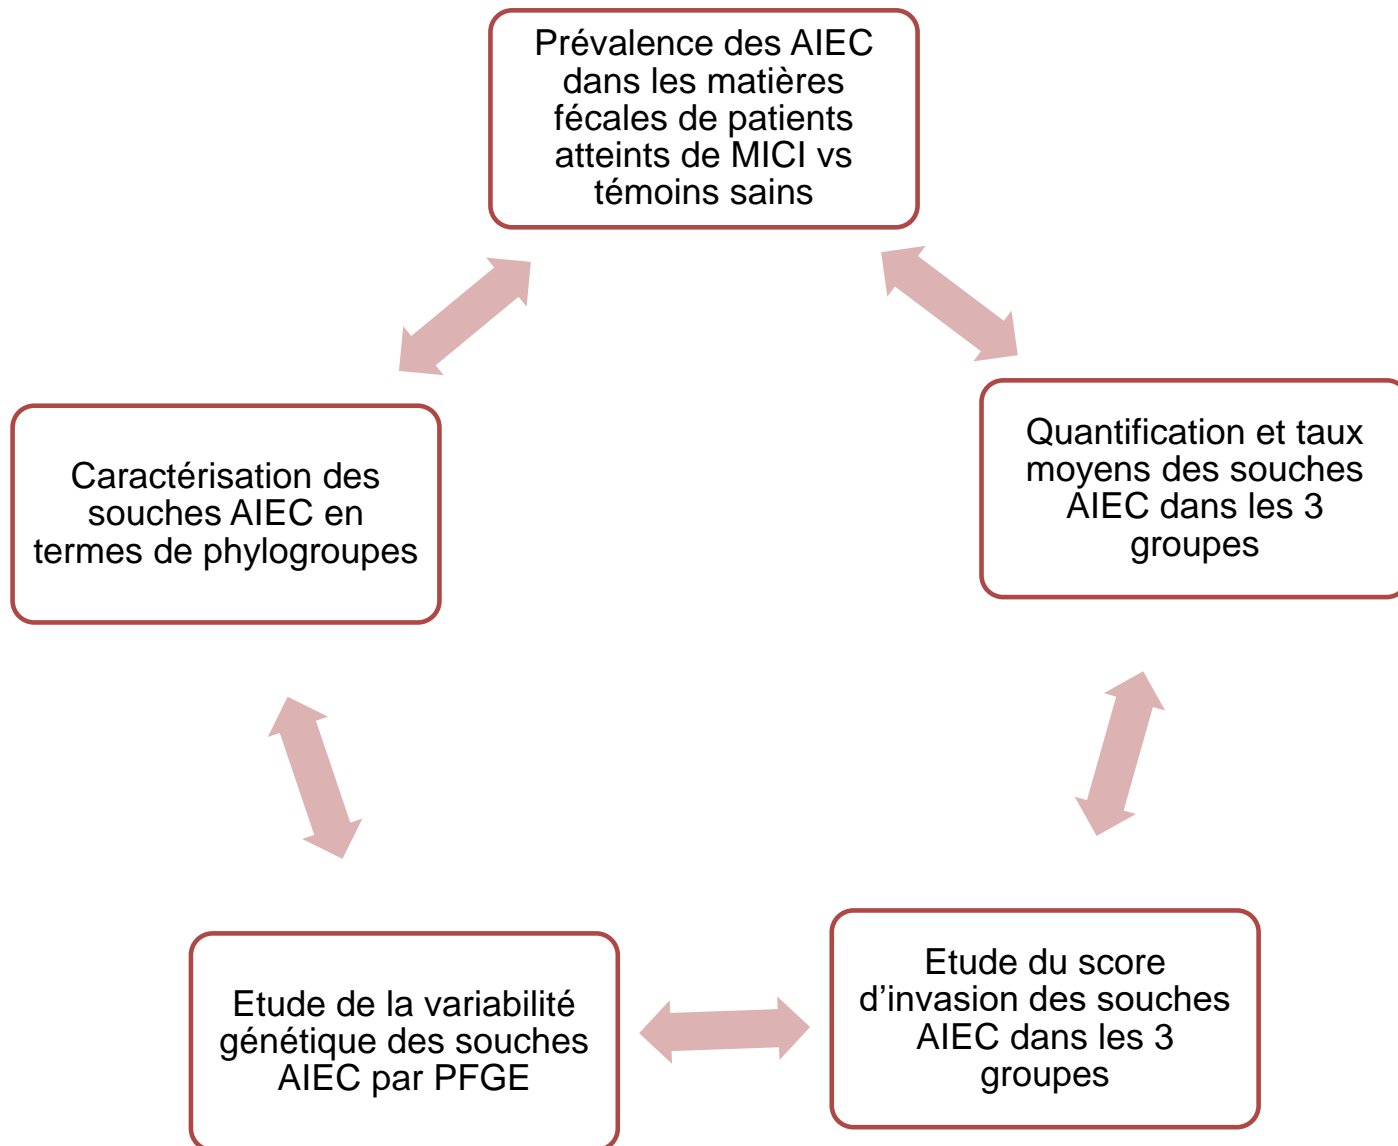 Prévalence des AIEC
dans les matières
fécales de patients
atteints de MICI vs
témoins sains
Quantification et taux
moyens des souches
AIEC dans les 3
groupes
Etude du score
d’invasion des souches
AIEC dans les 3
groupes
Etude de la variabilité
génétique des souches
AIEC par PFGE
Caractérisation des
souches AIEC en
termes de phylogroupes